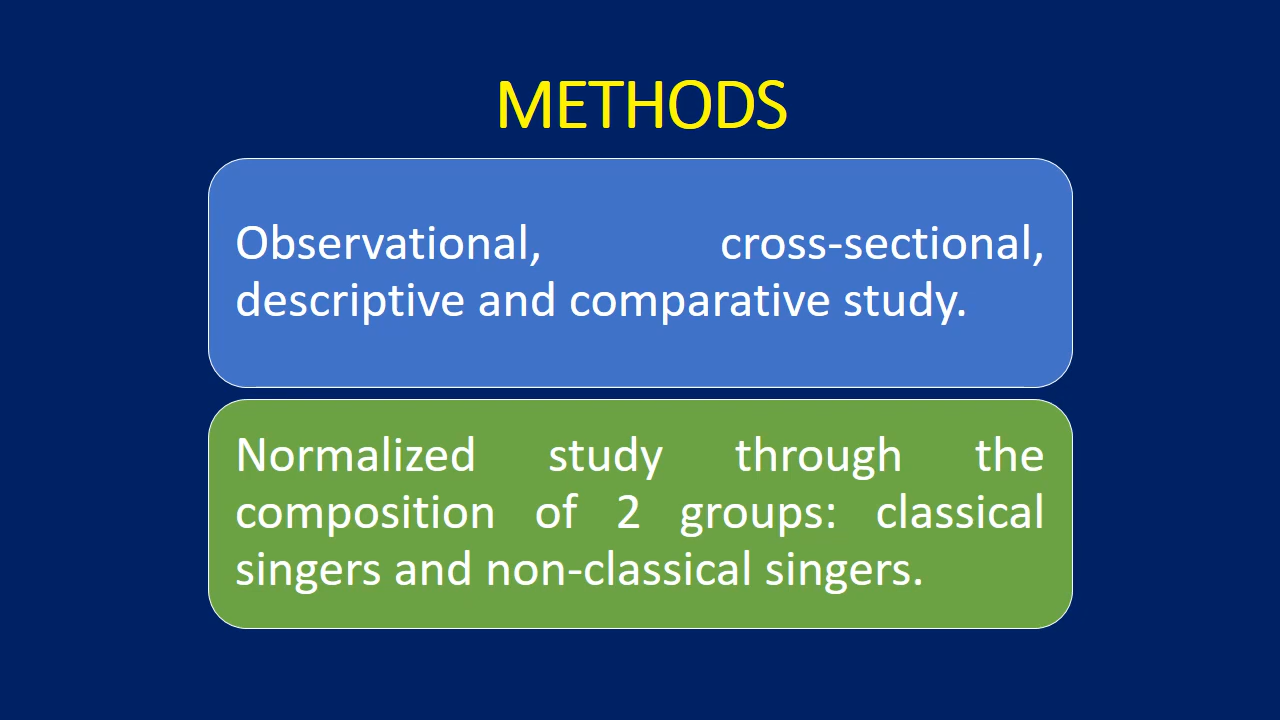 METHODS
Observational, cross-sectional,
descriptive and comparative study.
Normalized study through the
composition of 2 groups: classical
singers and non-classical singers.